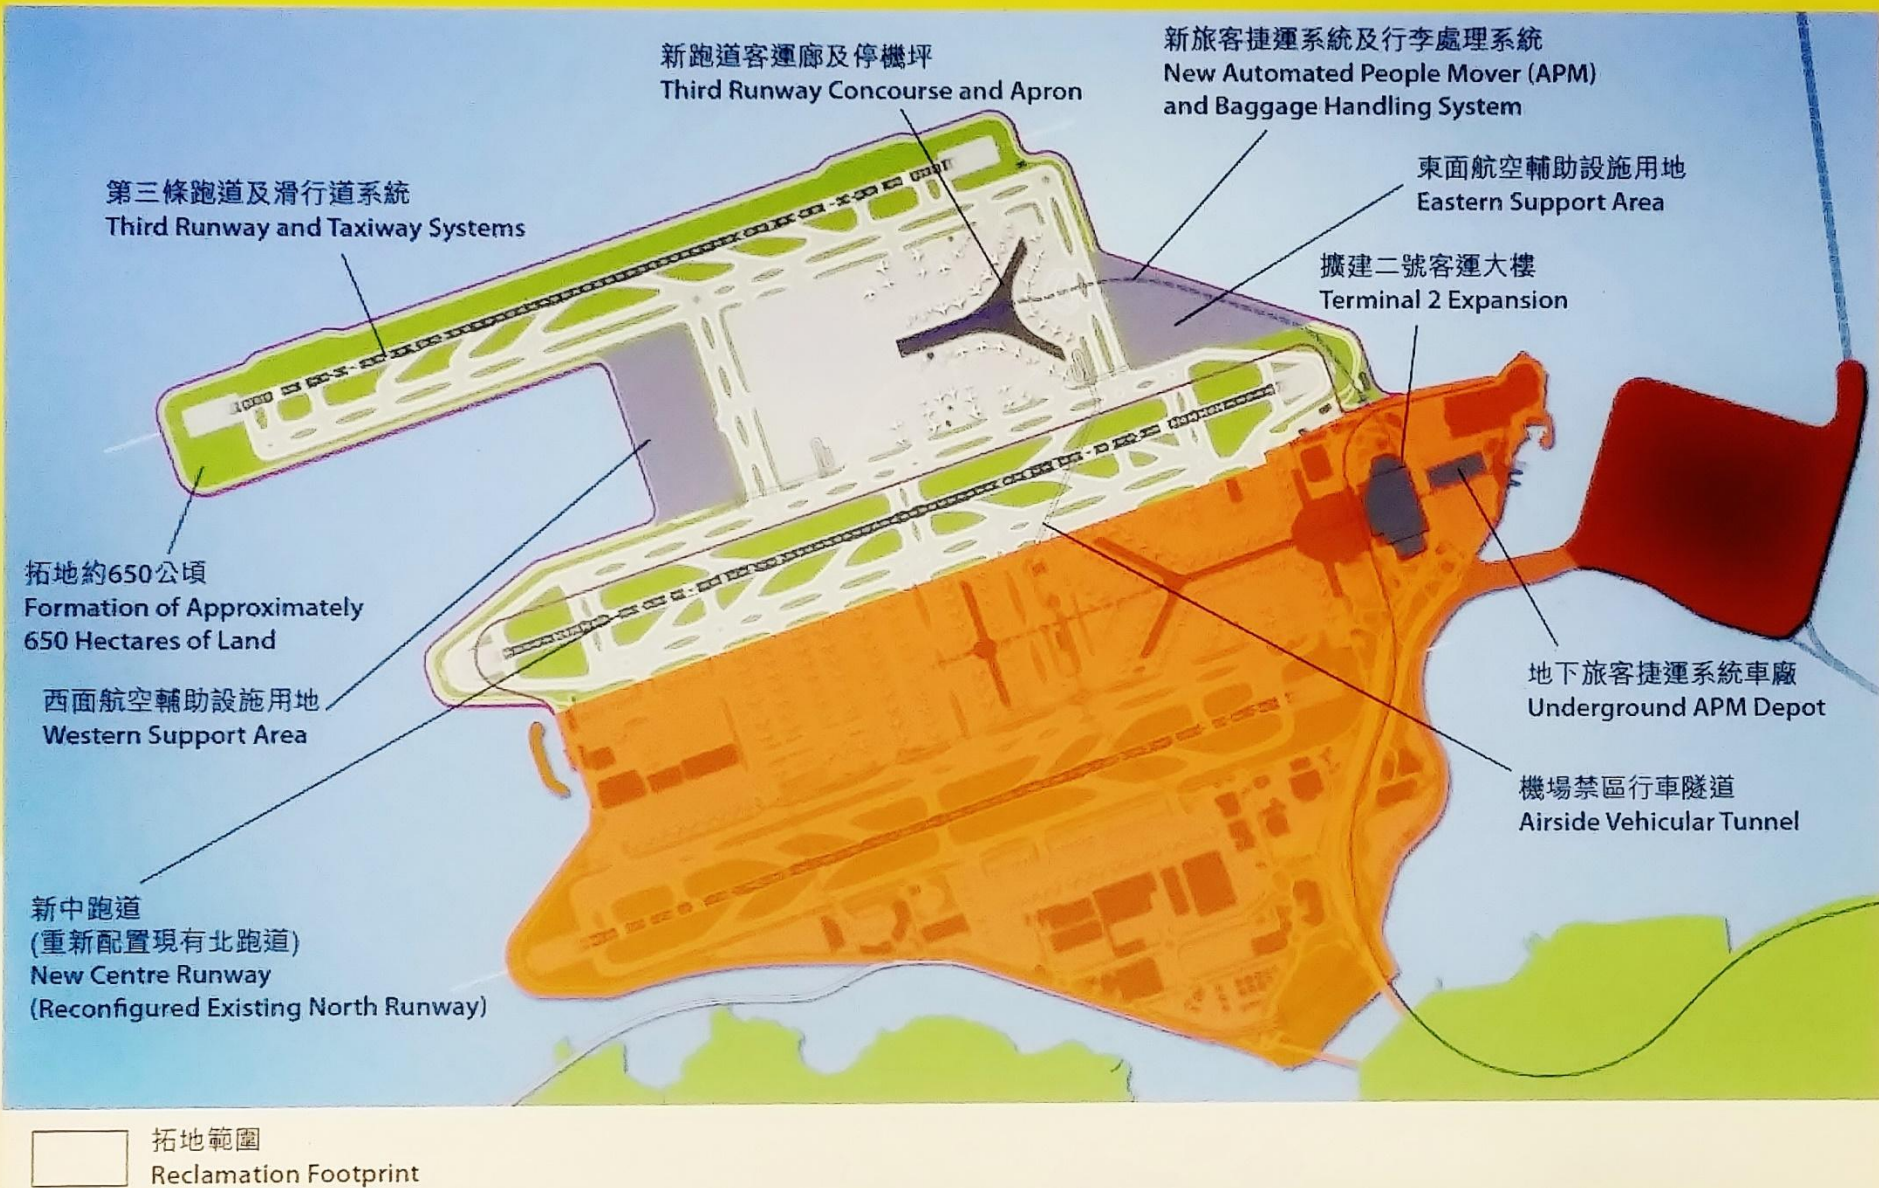 新跑道客運廊及停機坪
Third Runway Concourse and Apron
新旅客捷運系統及行李處理系統
New Automated People Mover (APM)
and Baggage Handling System
東面航空輔助設施用地
Eastern Support Area
第三條跑道及滑行道系統
Third Runway and Taxiway Systems
擴建二號客運大樓
Terminal 2 Expansion
拓地約650公頃
Formation of Approximately
650 Hectares of Land
西面航空輔助設施用地
Western Support Area
地下旅客捷運系統車廠
Underground APM Depot
機場禁區行車隧道
Airside Vehicular Tunnel
新中跑道
(重新配置現有北跑道)
New Centre Runway
(Reconfigured Existing North Runway)
拓地範圍
Reclamation Footprint